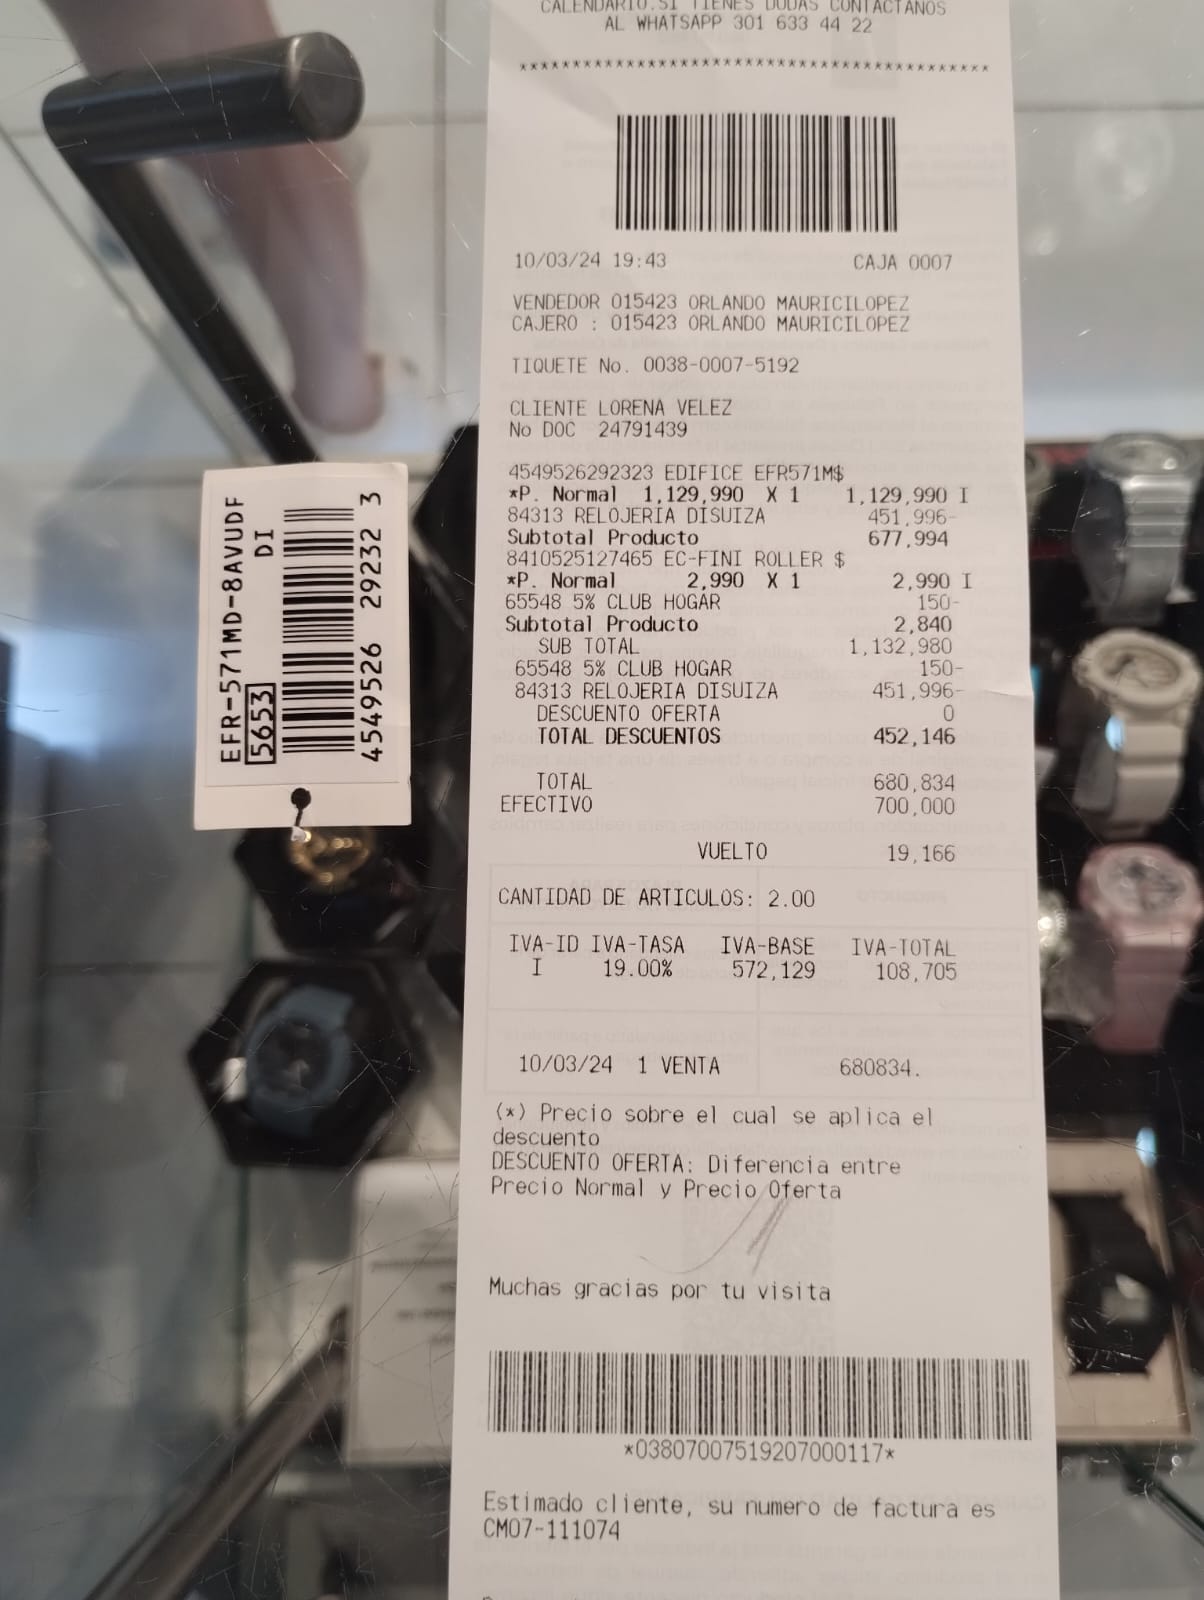 CALENDARIO.SI TIENES DUDAS CONTACTANOS
AL WHATSAPP 301 633 44 22
*******************************************
10/03/24 19:43 CAJA 0007
VENDEDOR 015423 ORLANDO MAURICILOPEZ
CAJERO : 015423 ORLANDO MAURICILOPEZ
TIQUETE No. 0038-0007-5192
CLIENTE LORENA VELEZ
No DOC 24791439
4549526292323 EDIFICE EFR571M$
*P. Normal 1,129,990 X 1 1,129,990 I
84313 RELOJERIA DISUIZA 451,996-
Subtotal Producto 677,994
8410525127465 EC-FINI ROLLER $
*P. Normal 2,990 X 1 2,990 I
65548 5% CLUB HOGAR 150-
Subtotal Producto 2,840
SUB TOTAL 1,132,980
65548 5% CLUB HOGAR 150-
84313 RELOJERIA DISUIZA 451,996-
DESCUENTO OFERTA 0
TOTAL DESCUENTOS 452,146
TOTAL 680,834
EFECTIVO 700,000
VUELTO 19,166
CANTIDAD DE ARTICULOS: 2.00
IVA-ID IVA-TASA IVA-BASE IVA-TOTAL
I 19.00% 572,129 108,705
10/03/24 1 VENTA 680834.
(*) Precio sobre el cual se aplica el
descuento
DESCUENTO OFERTA: Diferencia entre
Precio Normal y Precio Oferta
Muchas gracias por tu visita
*03807007519207000117*
Estimado cliente, su numero de factura es
CM07-111074
EFR-571MD-8AVUDF
DI
5653
4549526 29232 3